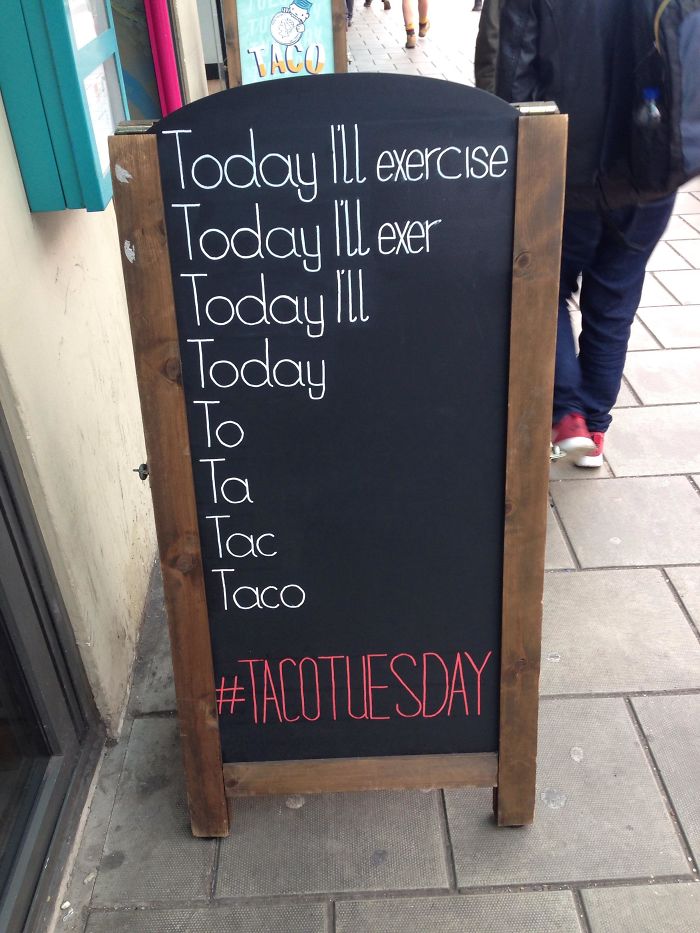 TACO
Today I'll exercise
Today I'll exer
Today I'll
Today
To
Ta
Tac
Taco
#TACOTUESDAY